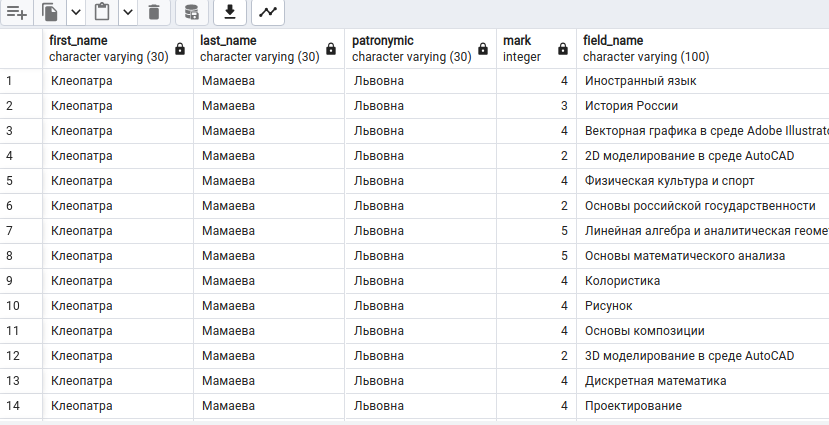 first_name last_name patronymic mark field_name
character varying (30) character varying (30) character varying (30) integer character varying (100)
1 Клеопатра Мамаева Львовна 4 Иностранный язык
2 Клеопатра Мамаева Львовна 3 История России
3 Клеопатра Мамаева Львовна 4 Векторная графика в среде Adobe Illustrato
4 Клеопатра Мамаева Львовна 2 2D моделирование в среде AutoCAD
5 Клеопатра Мамаева Львовна 4 Физическая культура и спорт
6 Клеопатра Мамаева Львовна 2 Основы российской государственности
7 Клеопатра Мамаева Львовна 5 Линейная алгебра и аналитическая геоме
8 Клеопатра Мамаева Львовна 5 Основы математического анализа
9 Клеопатра Мамаева Львовна 4 Колористика
10 Клеопатра Мамаева Львовна 4 Рисунок
11 Клеопатра Мамаева Львовна 4 Основы композиции
12 Клеопатра Мамаева Львовна 2 3D моделирование в среде AutoCAD
13 Клеопатра Мамаева Львовна 4 Дискретная математика
14 Клеопатра Мамаева Львовна 4 Проектирование